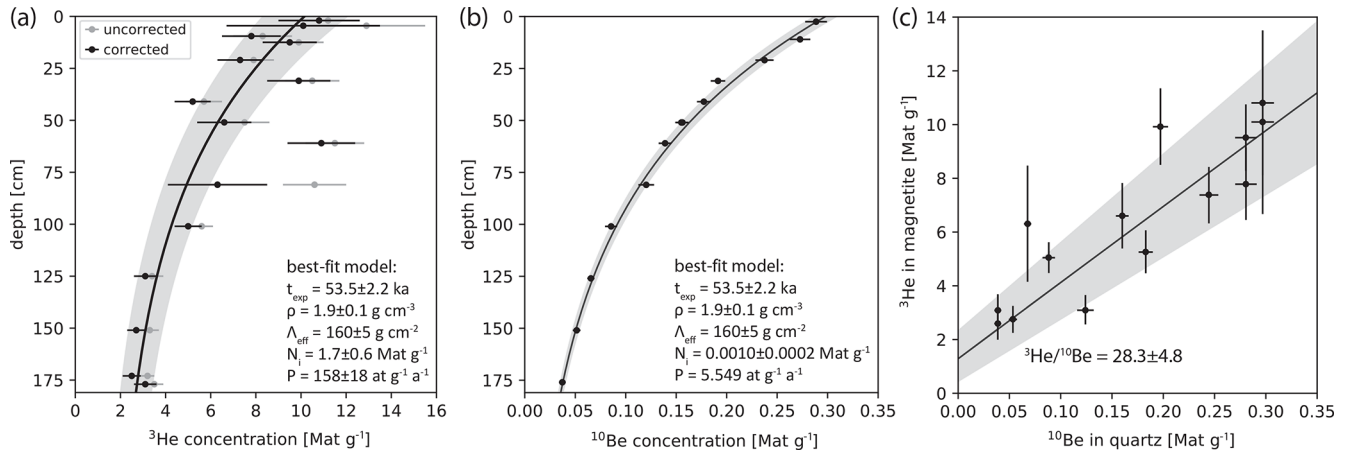 (a)
0
25
50
75
100
125
150
175
depth [cm]
uncorrected
corrected
best-fit model:
t_exp = 53.5±2.2 ka
ρ = 1.9±0.1 g cm⁻³
Λ_eff = 160±5 g cm⁻²
N_i = 1.7±0.6 Mat g⁻¹
P = 158±18 at g⁻¹ a⁻¹
0 2 4 6 8 10 12 14 16
³He concentration [Mat g⁻¹]
(b)
0
25
50
75
100
125
150
175
depth [cm]
best-fit model:
t_exp = 53.5±2.2 ka
ρ = 1.9±0.1 g cm⁻³
Λ_eff = 160±5 g cm⁻²
N_i = 0.0010±0.0002 Mat g⁻¹
P = 5.549 at g⁻¹ a⁻¹
0.00 0.05 0.10 0.15 0.20 0.25 0.30 0.35
¹⁰Be concentration [Mat g⁻¹]
(c)
14
12
10
8
6
4
2
0
³He in magnetite [Mat g⁻¹]
³He/¹⁰Be = 28.3±4.8
0.00 0.05 0.10 0.15 0.20 0.25 0.30 0.35
¹⁰Be in quartz [Mat g⁻¹]